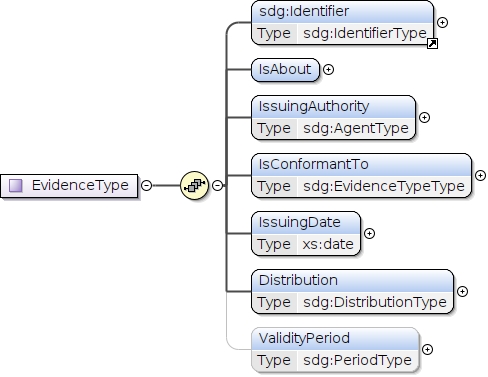 sdg:Identifier
Type sdg:IdentifierType
IsAbout
IssuingAuthority
Type sdg:AgentType
IsConformantTo
Type sdg:EvidenceTypeType
EvidenceType
IssuingDate
Type xs:date
Distribution
Type sdg:DistributionType
ValidityPeriod
Type sdg:PeriodType